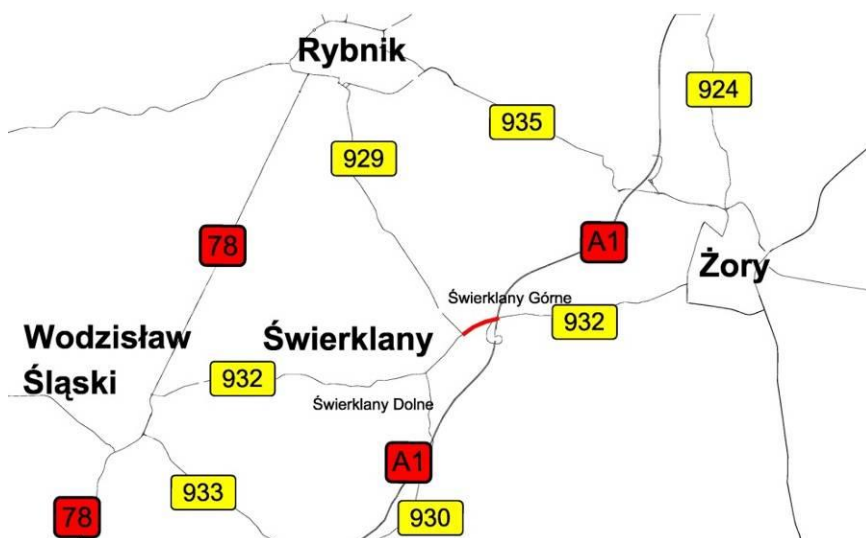 Rybnik
924
935
929
78
A1
Żory
Świerklany Górne
Wodzisław
Śląski
Świerklany
932
932
Świerklany Dolne
A1
933
78
930